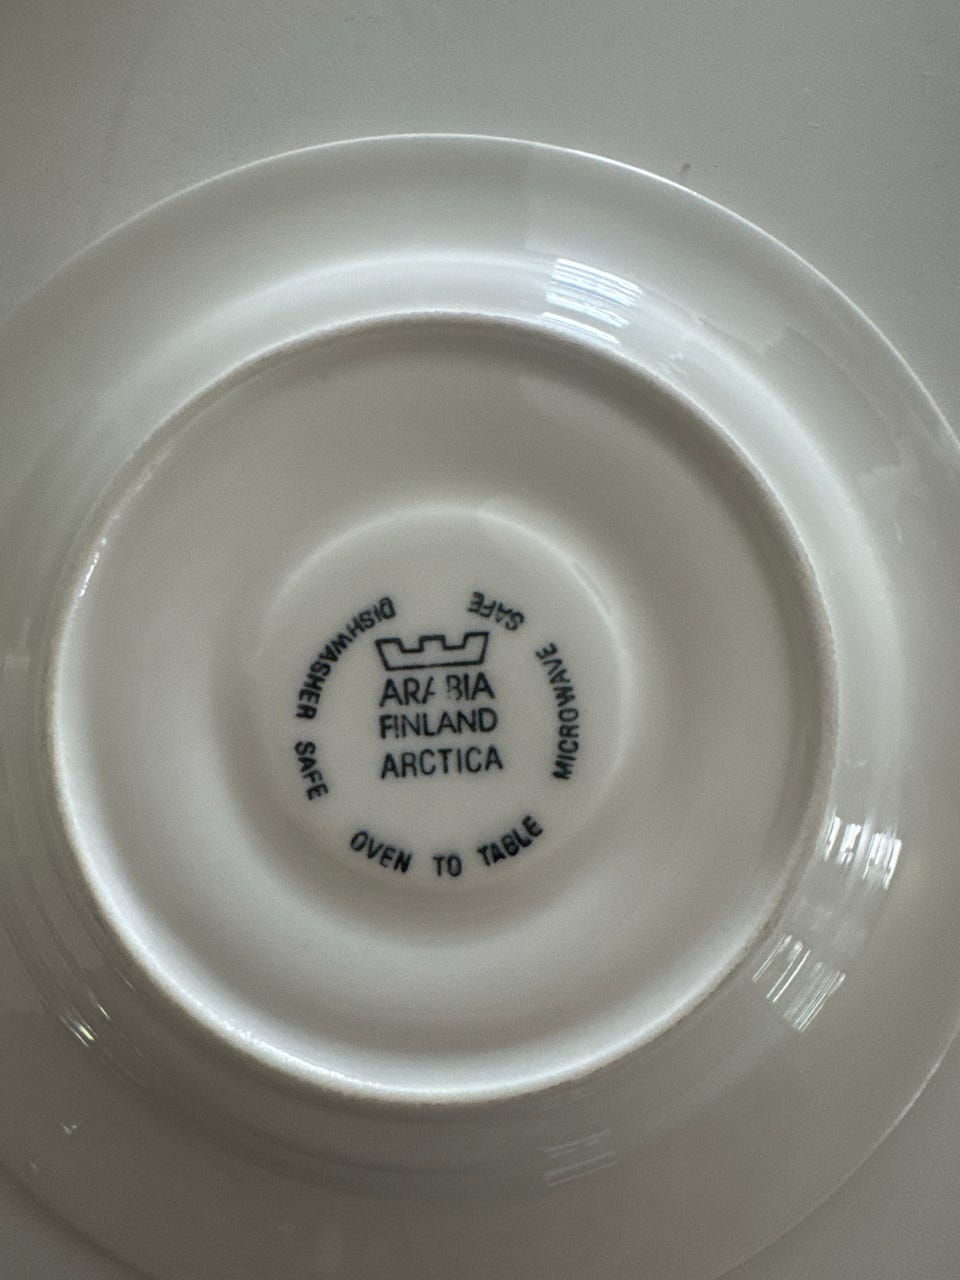 ARABIA
FINLAND
ARCTICA
DISHWASHER SAFE
OVEN TO TABLE
MICROWAVE SAFE